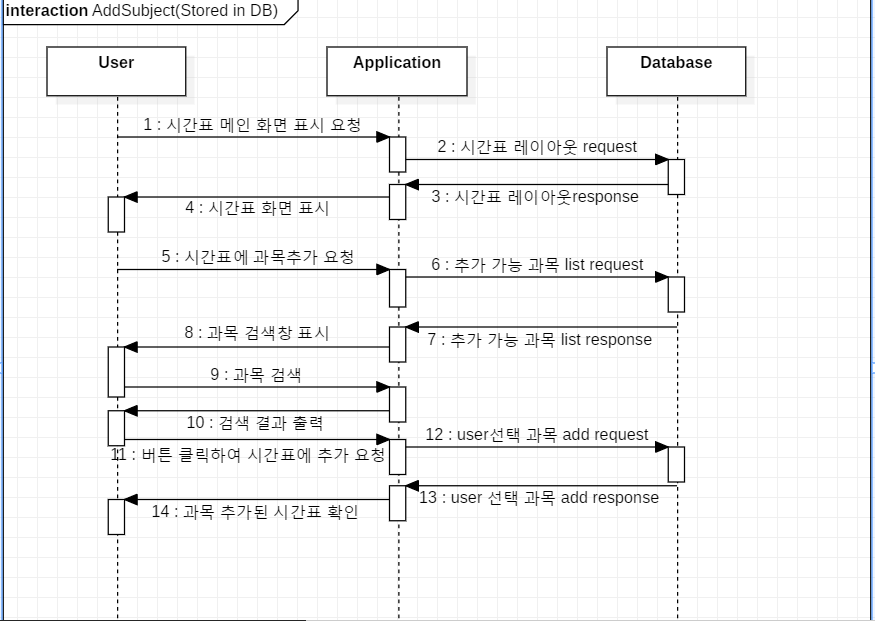 interaction AddSubject(Stored in DB)
User
Application
Database
1 : 시간표 메인 화면 표시 요청
2 : 시간표 레이아웃 request
3 : 시간표 레이아웃response
4 : 시간표 화면 표시
5 : 시간표에 과목추가 요청
6 : 추가 가능 과목 list request
7 : 추가 가능 과목 list response
8 : 과목 검색창 표시
9 : 과목 검색
10 : 검색 결과 출력
11 : 버튼 클릭하여 시간표에 추가 요청
12 : user선택 과목 add request
13 : user 선택 과목 add response
14 : 과목 추가된 시간표 확인